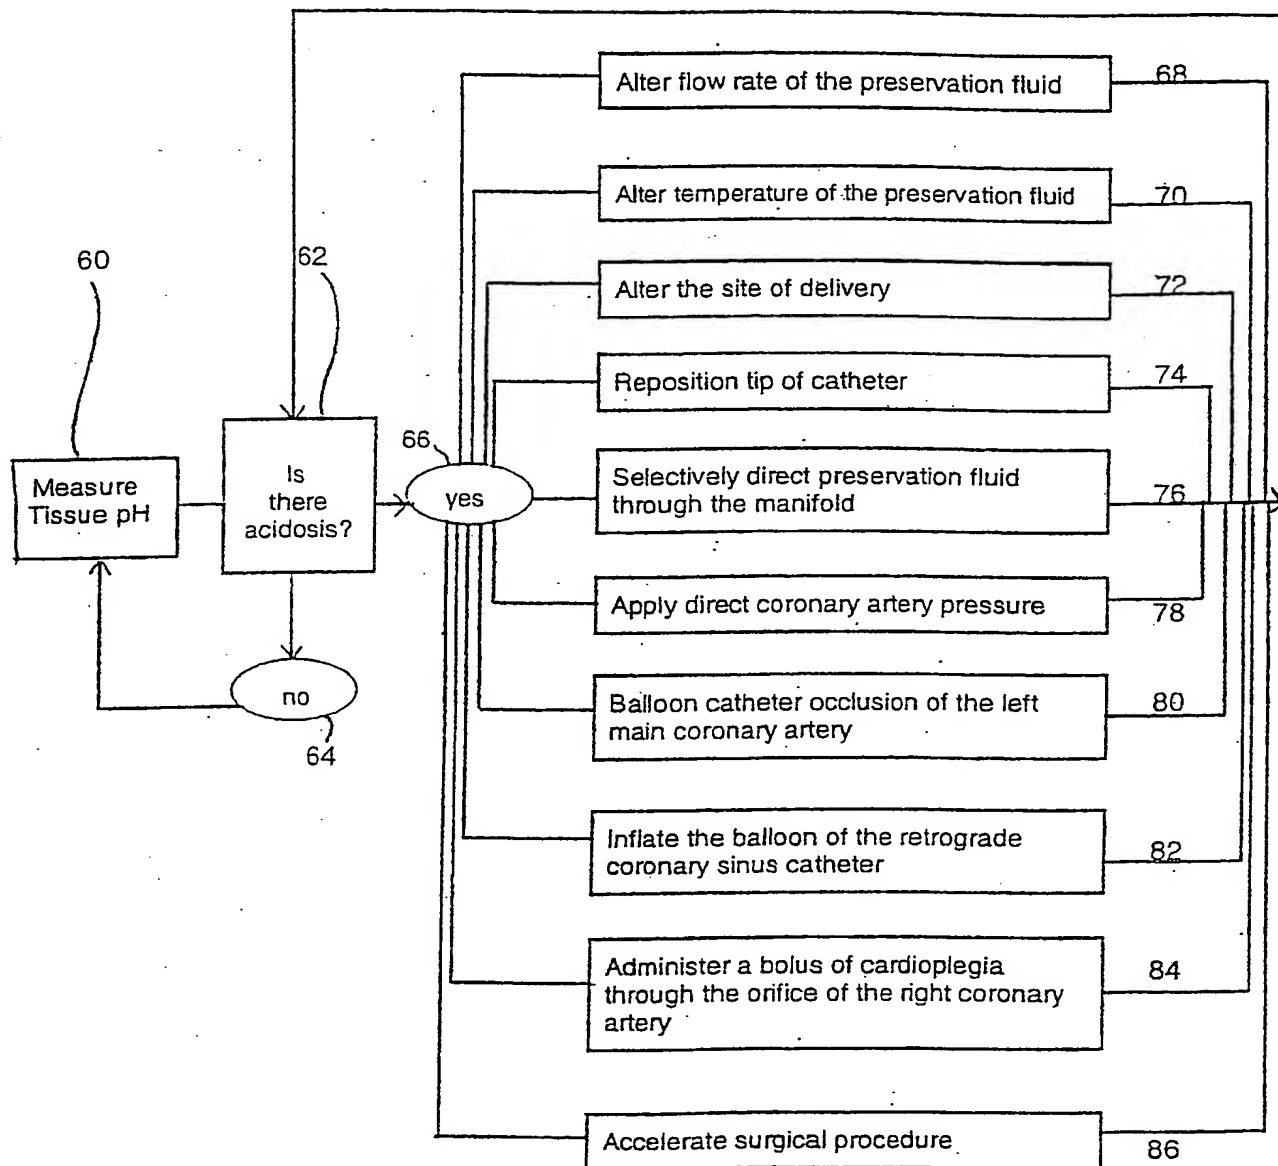 60
Measure
Tissue pH
62
Is
there
acidosis?
no
64
66
yes
Alter flow rate of the preservation fluid
68
Alter temperature of the preservation fluid
70
Alter the site of delivery
72
Reposition tip of catheter
74
Selectively direct preservation fluid
through the manifold
76
Apply direct coronary artery pressure
78
Balloon catheter occlusion of the left
main coronary artery
80
Inflate the balloon of the retrograde
coronary sinus catheter
82
Administer a bolus of cardioplegia
through the orifice of the right coronary
artery
84
Accelerate surgical procedure
86